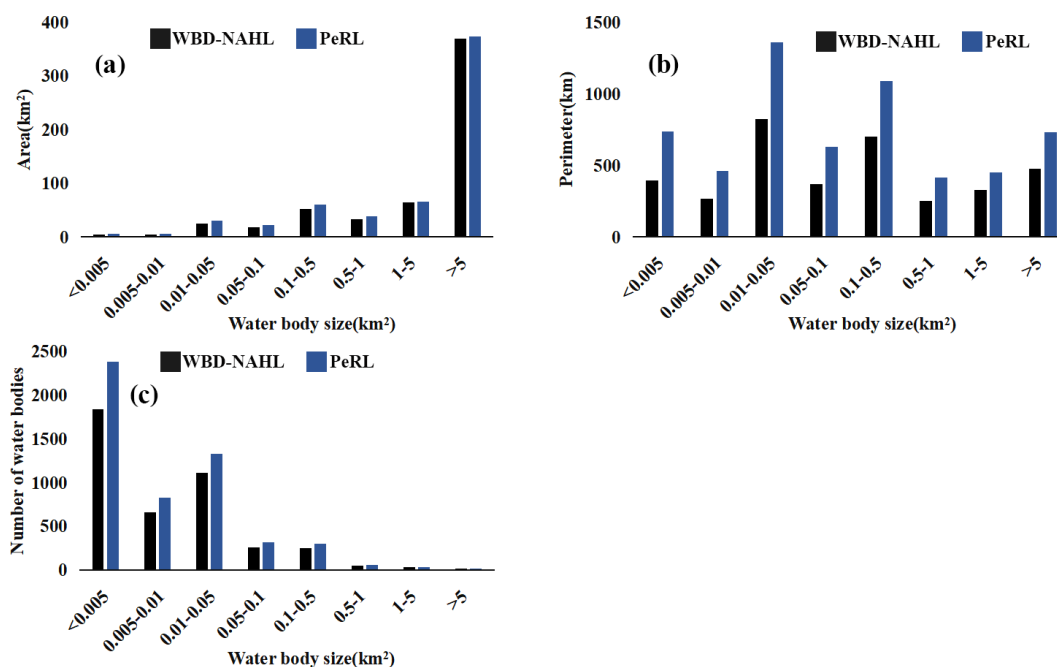 400
300
200
100
0
Area(km²)
WBD-NAHL PeRL
(a)
<0.005 0.005-0.01 0.01-0.05 0.05-0.1 0.1-0.5 0.5-1 1-5 >5
Water body size(km²)
1500
1000
500
0
Perimeter(km)
WBD-NAHL PeRL
(b)
<0.005 0.005-0.01 0.01-0.05 0.05-0.1 0.1-0.5 0.5-1 1-5 >5
Water body size(km²)
2500
2000
1500
1000
500
0
Number of water bodies
WBD-NAHL PeRL
(c)
<0.005 0.005-0.01 0.01-0.05 0.05-0.1 0.1-0.5 0.5-1 1-5 >5
Water body size(km²)